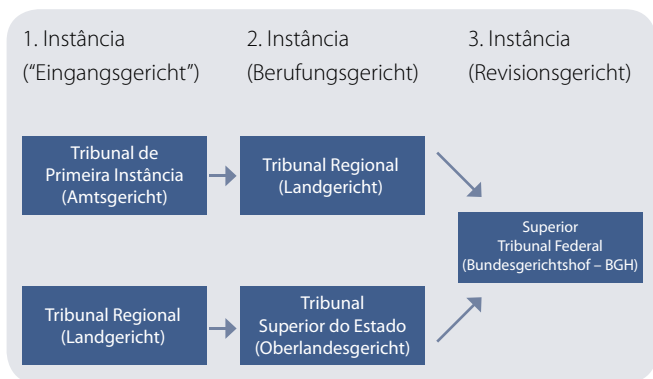 1. Instância
(“Eingangsgericht”)
2. Instância
(Berufungsgericht)
3. Instância
(Revisionsgericht)
Tribunal de
Primeira Instância
(Amtsgericht)
Tribunal Regional
(Landgericht)
Superior
Tribunal Federal
(Bundesgerichtshof – BGH)
Tribunal Regional
(Landgericht)
Tribunal
Superior do Estado
(Oberlandesgericht)